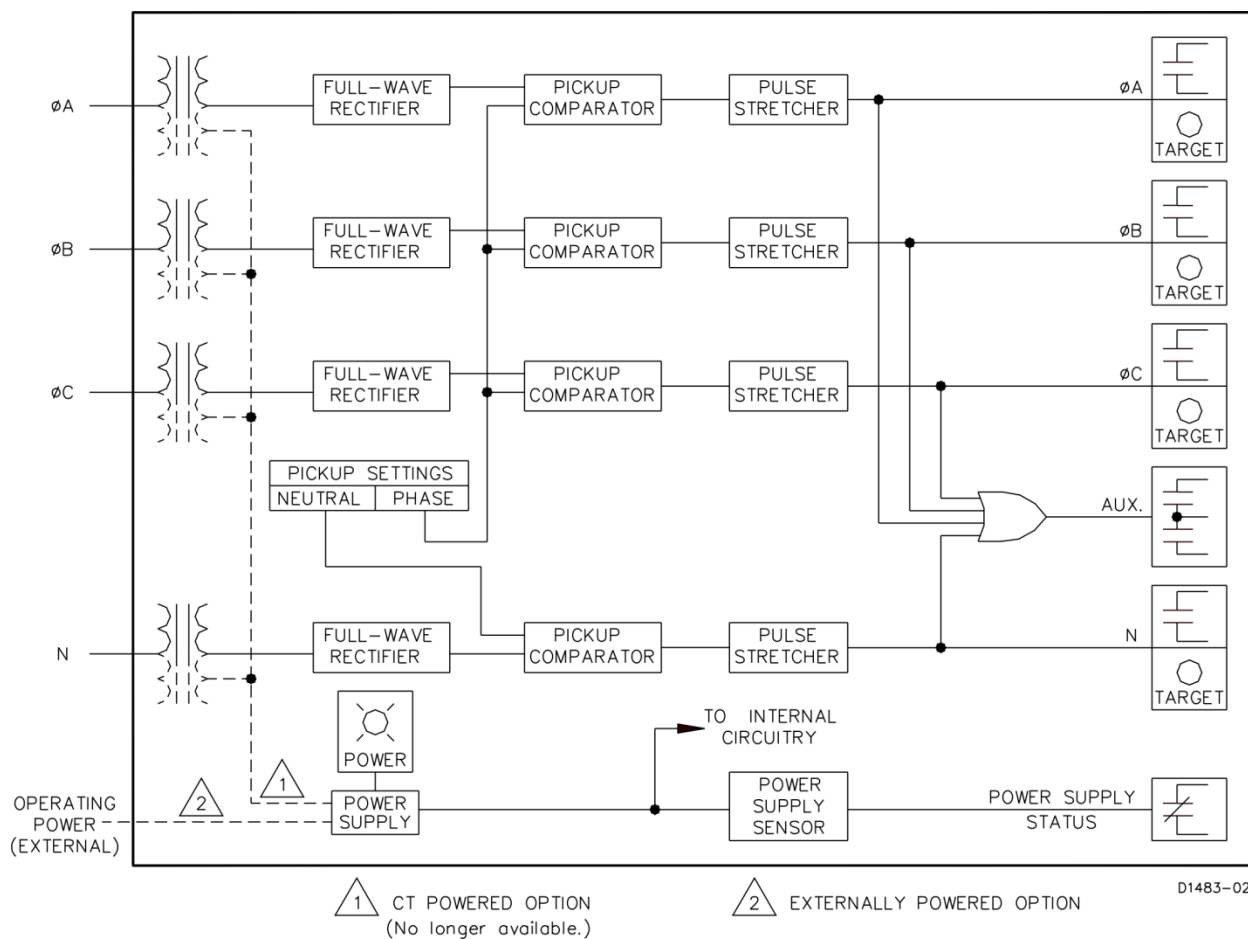 øA
FULL-WAVE
RECTIFIER
PICKUP
COMPARATOR
PULSE
STRETCHER
øA
TARGET
øB
FULL-WAVE
RECTIFIER
PICKUP
COMPARATOR
PULSE
STRETCHER
øB
TARGET
øC
FULL-WAVE
RECTIFIER
PICKUP
COMPARATOR
PULSE
STRETCHER
øC
TARGET
PICKUP SETTINGS
NEUTRAL
PHASE
AUX.
N
FULL-WAVE
RECTIFIER
PICKUP
COMPARATOR
PULSE
STRETCHER
N
TARGET
POWER
TO INTERNAL
CIRCUITRY
1
2
OPERATING
POWER
(EXTERNAL)
POWER
SUPPLY
POWER
SUPPLY
SENSOR
POWER SUPPLY
STATUS
1 CT POWERED OPTION
(No longer available.)
2 EXTERNALLY POWERED OPTION
D1483-02